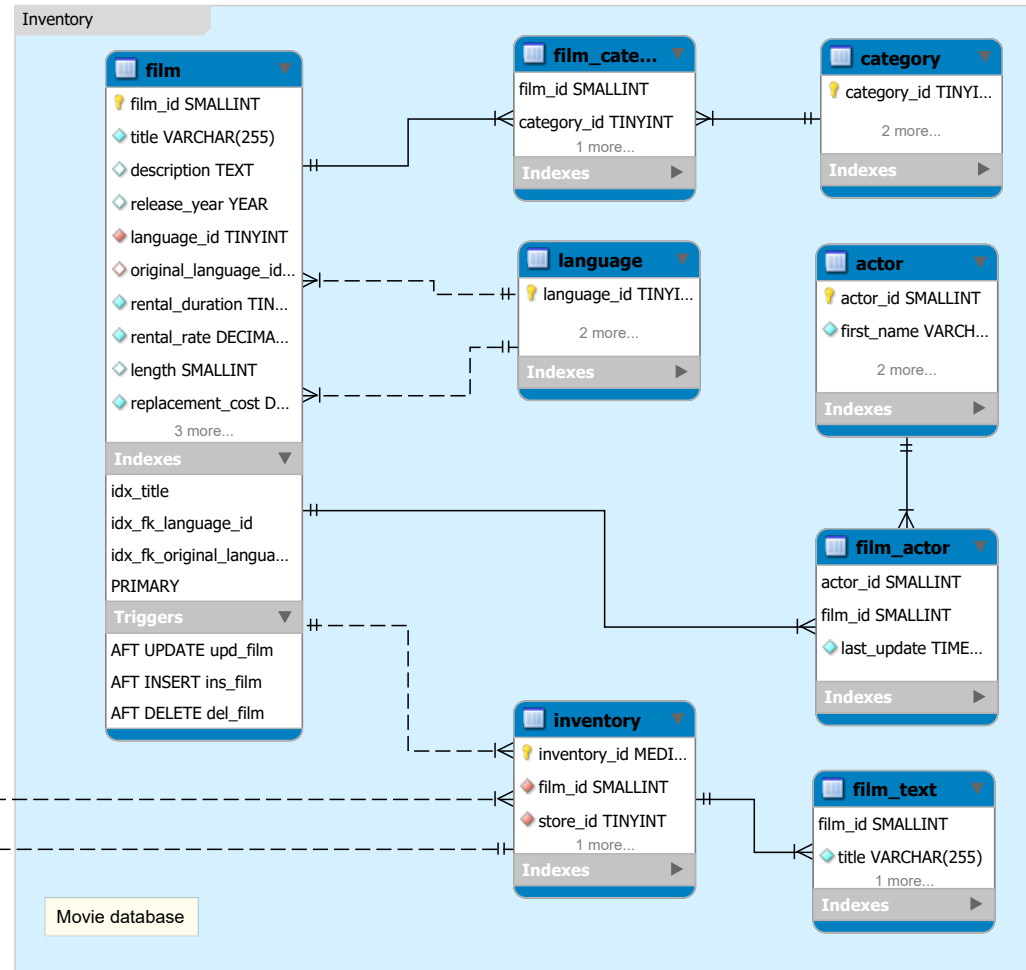 Inventory
film
film_id SMALLINT
title VARCHAR(255)
description TEXT
release_year YEAR
language_id TINYINT
original_language_id...
rental_duration TIN...
rental_rate DECIMA...
length SMALLINT
replacement_cost D...
3 more...
Indexes
idx_title
idx_fk_language_id
idx_fk_original_langua...
PRIMARY
Triggers
AFT UPDATE upd_film
AFT INSERT ins_film
AFT DELETE del_film
film_cate...
film_id SMALLINT
category_id TINYINT
1 more...
Indexes
category
category_id TINYI...
2 more...
Indexes
language
language_id TINYI...
2 more...
Indexes
actor
actor_id SMALLINT
first_name VARCH...
2 more...
Indexes
film_actor
actor_id SMALLINT
film_id SMALLINT
last_update TIME...
Indexes
inventory
inventory_id MEDI...
film_id SMALLINT
store_id TINYINT
1 more...
Indexes
film_text
film_id SMALLINT
title VARCHAR(255)
1 more...
Indexes
Movie database